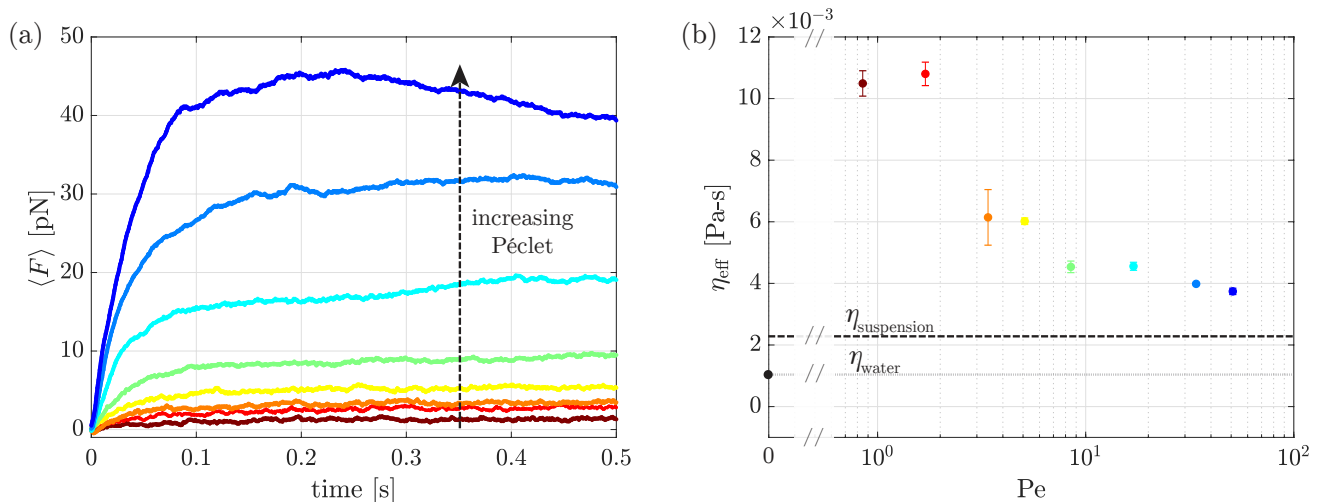 (a)
50
40
30
20
10
0
⟨F⟩ [pN]
increasing
Péclet
0 0.1 0.2 0.3 0.4 0.5
time [s]
(b)
×10⁻³
12
10
8
6
4
2
0
η_eff [Pa-s]
η_suspension
η_water
0 10⁰ 10¹ 10²
Pe